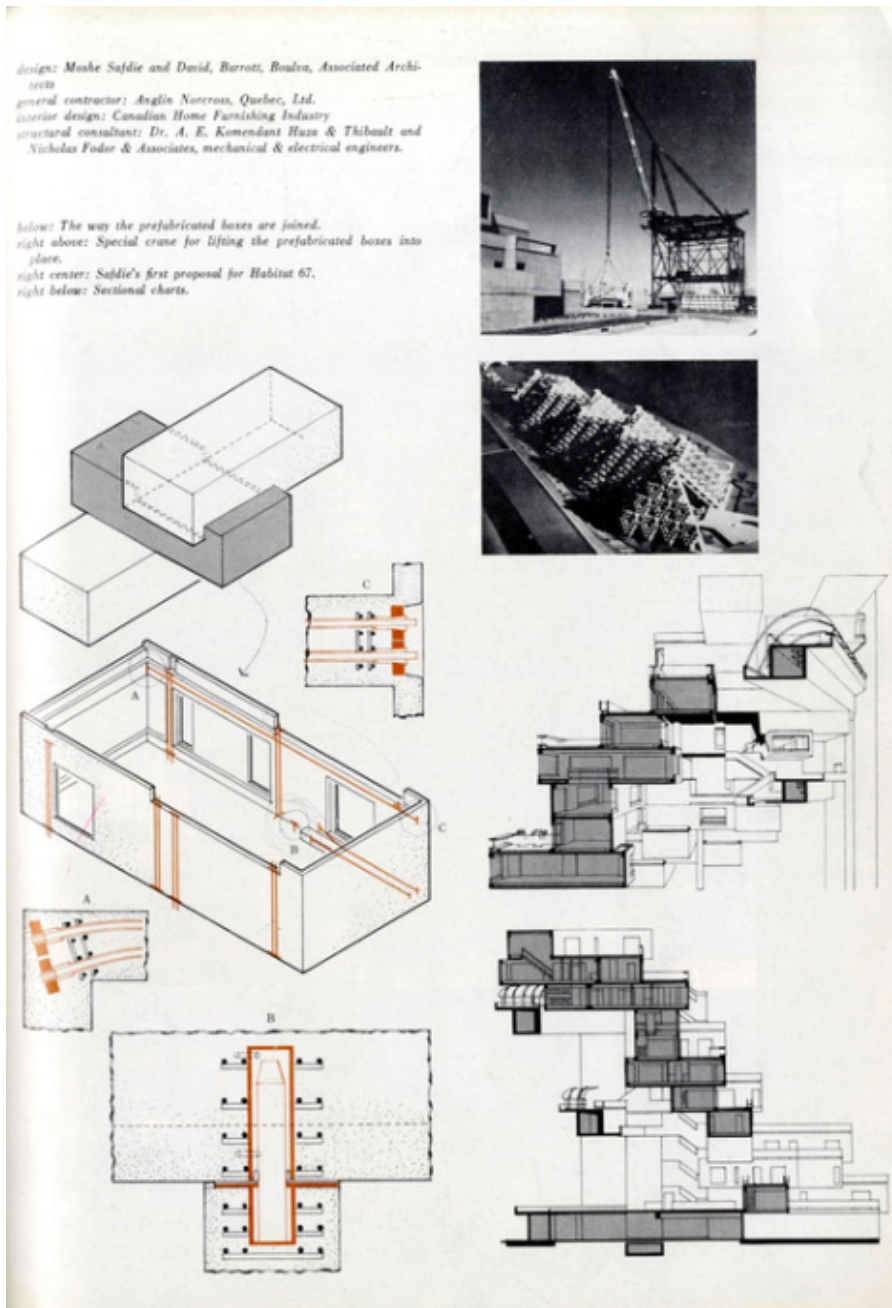 design: Moshe Safdie and David, Barrott, Boulva, Associated Archi-
tects
general contractor: Anglin Norcross, Quebec, Ltd.
interior design: Canadian Home Furnishing Industry
structural consultant: Dr. A. E. Komendant Huza & Thibault and
Nicholas Fodor & Associates, mechanical & electrical engineers.
below: The way the prefabricated boxes are joined.
right above: Special crane for lifting the prefabricated boxes into
place.
right center: Safdie's first proposal for Habitat 67.
right below: Sectional charts.
C
A
B
C
A
B